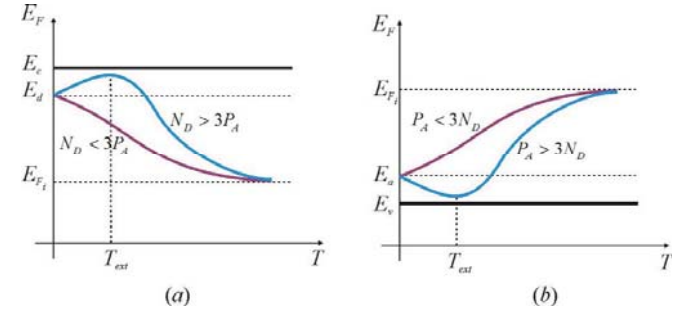 E_F
E_c
E_d
N_D > 3P_A
N_D < 3P_A
E_{F_i}
T_{ext}
T
(a)
E_F
E_{F_i}
P_A < 3N_D
P_A > 3N_D
E_a
E_v
T_{ext}
T
(b)